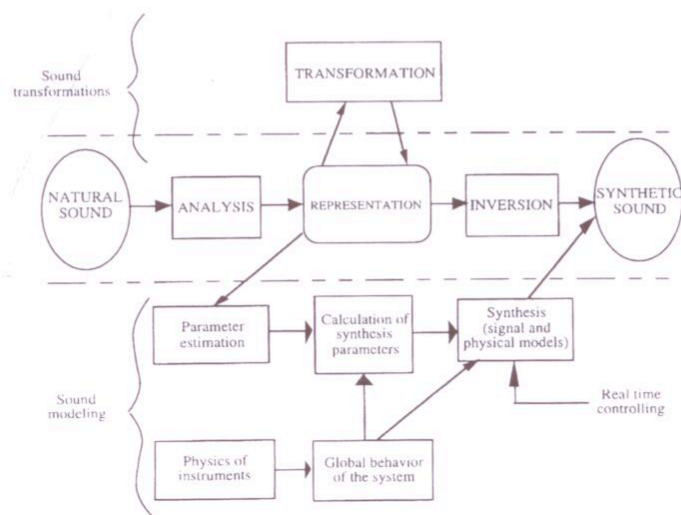 TRANSFORMATION
Sound
transformations
NATURAL
SOUND
ANALYSIS
REPRESENTATION
INVERSION
SYNTHETIC
SOUND
Parameter
estimation
Calculation of
synthesis
parameters
Synthesis
(signal and
physical models)
Sound
modeling
Real time
controlling
Physics of
instruments
Global behavior
of the system